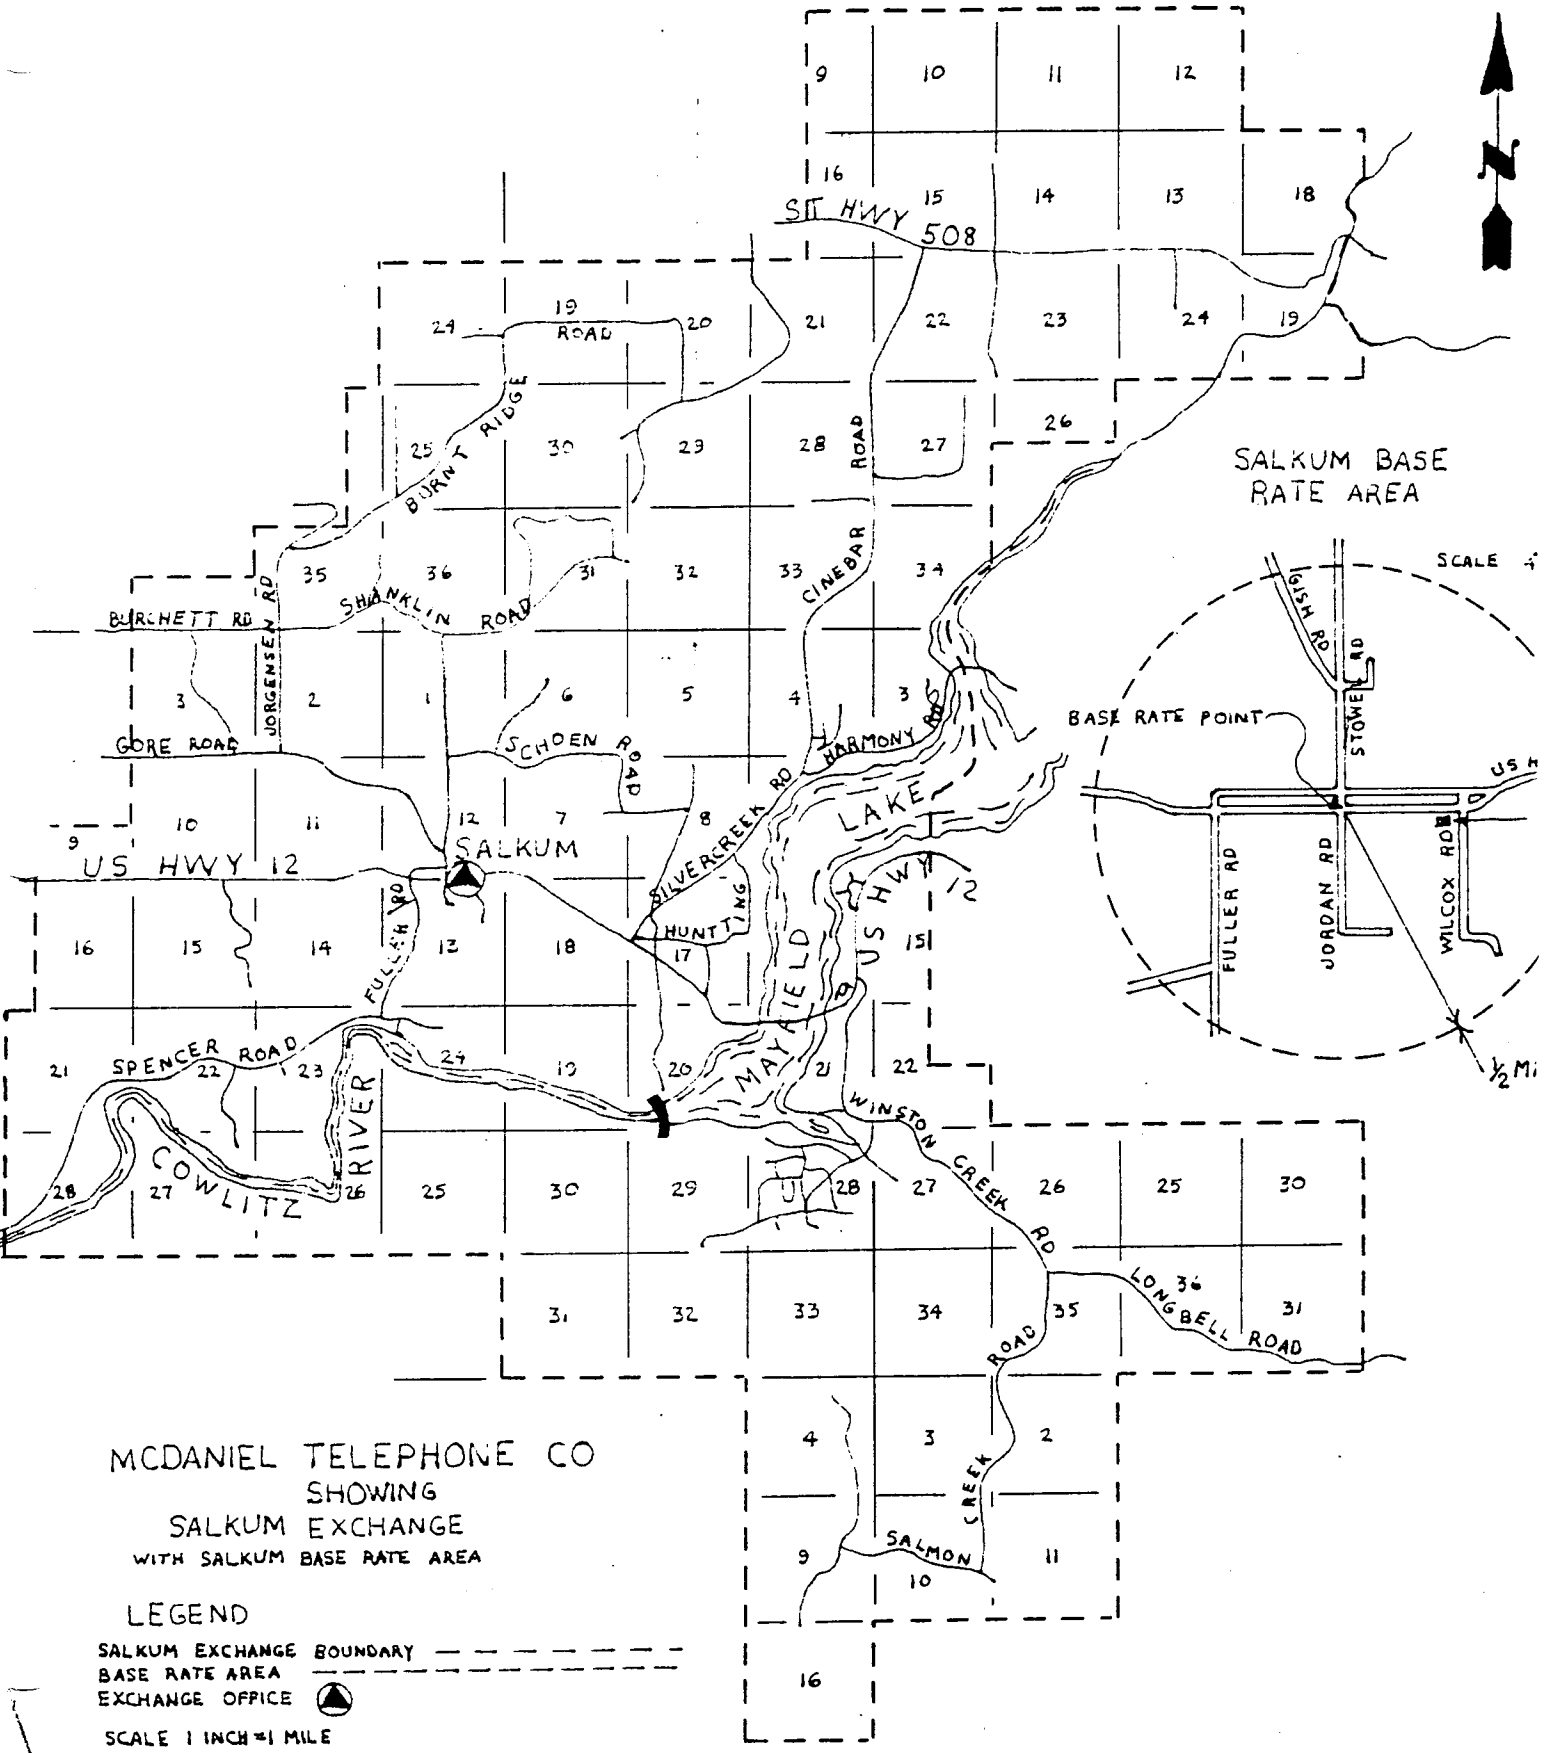 9 10 11 12
N
16 15 14 13 18
ST HWY 508
24 19 20 21 22 23 24 19
ROAD
BURNT RIDGE
25 30 29 28 ROAD 27 26
SALKUM BASE
RATE AREA
SCALE
35 36 31 32 33 CINEBAR 34
BURCHETT RD
JORGENSEN RD
SHANKLIN ROAD
GISH RD
STOWELL RD
3 2 1 6 5 4 3
BASE RATE POINT
GORE ROAD
SCHOEN ROAD
HARMONY RD
US H
9 10 11 12 7 8
SILVERCREEK RD
LAKE
US HWY 12
SALKUM
FULLER RD
HUNTTING
US HWY 12
FULLER RD
JORDAN RD
WILCOX RD
16 15 14 13 18 17 15
MAYFIELD
SPENCER ROAD
21 22 23 24 19 20 21 22
½ MI
WINSTON CREEK RD
COWLITZ RIVER
28 27 26 25 30 29 28 27 26 25 30
31 32 33 34 35 36 31
LONGBELL ROAD
4 3 2
SALMON CREEK ROAD
9 10 11
16
MCDANIEL TELEPHONE CO
SHOWING
SALKUM EXCHANGE
WITH SALKUM BASE RATE AREA
LEGEND
SALKUM EXCHANGE BOUNDARY
BASE RATE AREA
EXCHANGE OFFICE
SCALE 1 INCH = 1 MILE